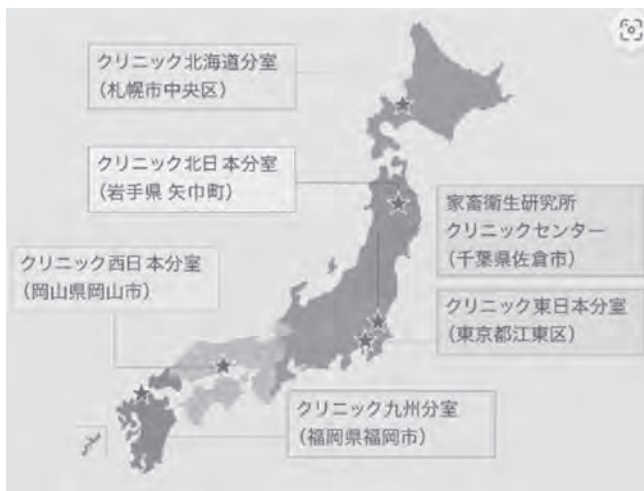 クリニック北海道分室
（札幌市中央区）
クリニック北日本分室
（岩手県 矢巾町）
家畜衛生研究所
クリニックセンター
（千葉県佐倉市）
クリニック西日本分室
（岡山県岡山市）
クリニック東日本分室
（東京都江東区）
クリニック九州分室
（福岡県福岡市）